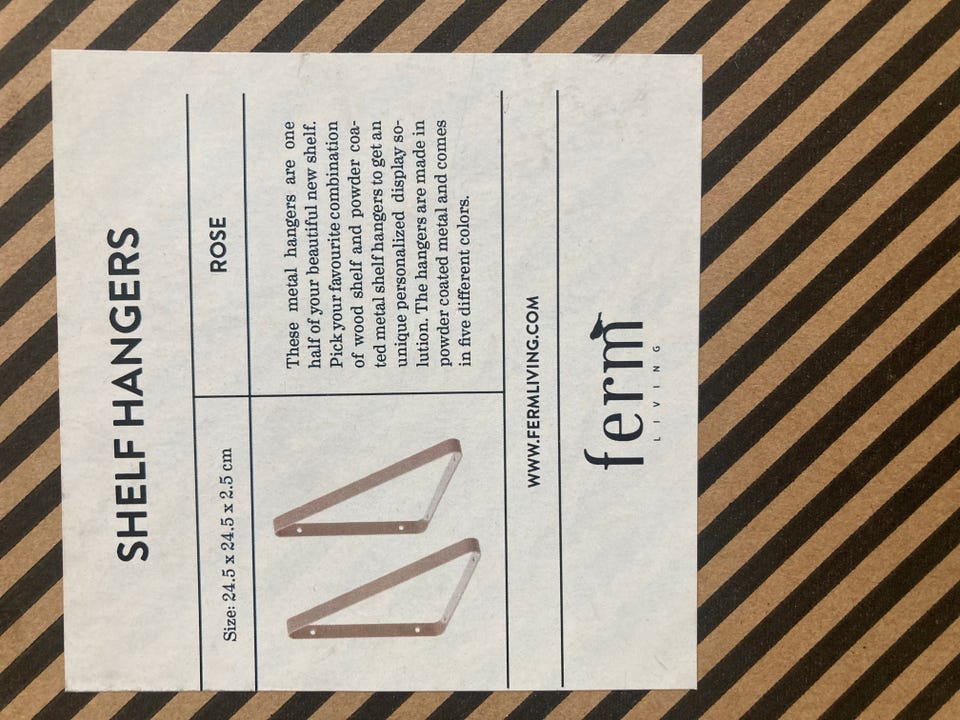 SHELF HANGERS
Size: 24.5 x 24.5 x 2.5 cm
ROSE
These metal hangers are one
half of your beautiful new shelf.
Pick your favourite combination
of wood shelf and powder coa-
ted metal shelf hangers to get an
unique personalized display so-
lution. The hangers are made in
powder coated metal and comes
in five different colors.
WWW.FERMLIVING.COM
ferm
LIVING